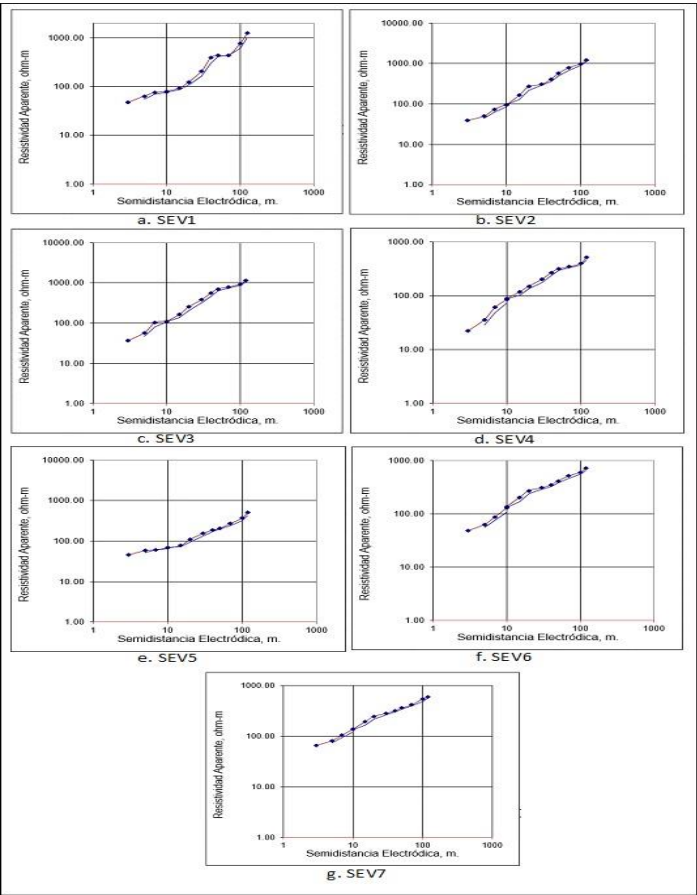 Resistividad Aparente, ohm-m
1000.00
100.00
10.00
1.00
1 10 100 1000
Semidistancia Electródica, m.
a. SEV1
Resistividad Aparente, ohm-m
10000.00
1000.00
100.00
10.00
1.00
1 10 100 1000
Semidistancia Electródica, m.
b. SEV2
Resistividad Aparente, ohm-m
10000.00
1000.00
100.00
10.00
1.00
1 10 100 1000
Semidistancia Electródica, m.
c. SEV3
Resistividad Aparente, ohm-m
1000.00
100.00
10.00
1.00
1 10 100 1000
Semidistancia Electródica, m.
d. SEV4
Resistividad Aparente, ohm-m
10000.00
1000.00
100.00
10.00
1.00
1 10 100 1000
Semidistancia Electródica, m.
e. SEV5
Resistividad Aparente, ohm-m
1000.00
100.00
10.00
1.00
1 10 100 1000
Semidistancia Electródica, m.
f. SEV6
Resistividad Aparente, ohm-m
1000.00
100.00
10.00
1.00
1 10 100 1000
Semidistancia Electródica, m.
g. SEV7